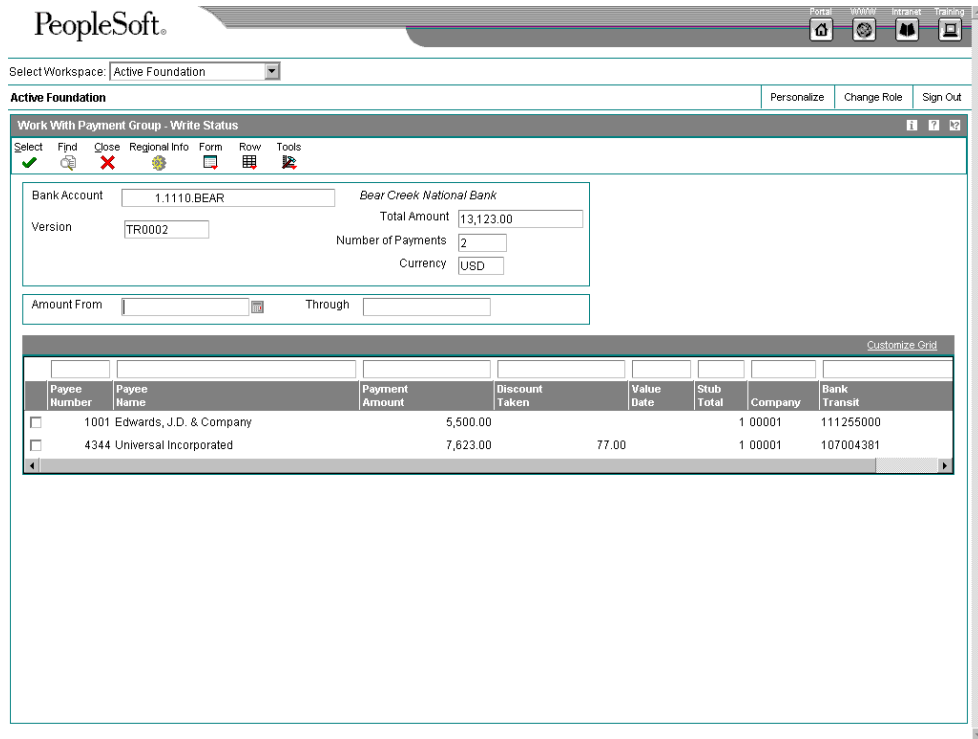 Portal WWW Intranet Training
PeopleSoft.
Select Workspace: Active Foundation
Active Foundation Personalize Change Role Sign Out
Work With Payment Group - Write Status
Select Find Close Regional Info Form Row Tools
Bank Account 1.1110.BEAR Bear Creek National Bank
Total Amount 13,123.00
Version TR0002
Number of Payments 2
Currency USD
Amount From Through
Customize Grid
Payee Number Payee Name Payment Amount Discount Taken Value Date Stub Total Company Bank Transit
1001 Edwards, J.D. & Company 5,500.00 1 00001 111255000
4344 Universal Incorporated 7,623.00 77.00 1 00001 107004381